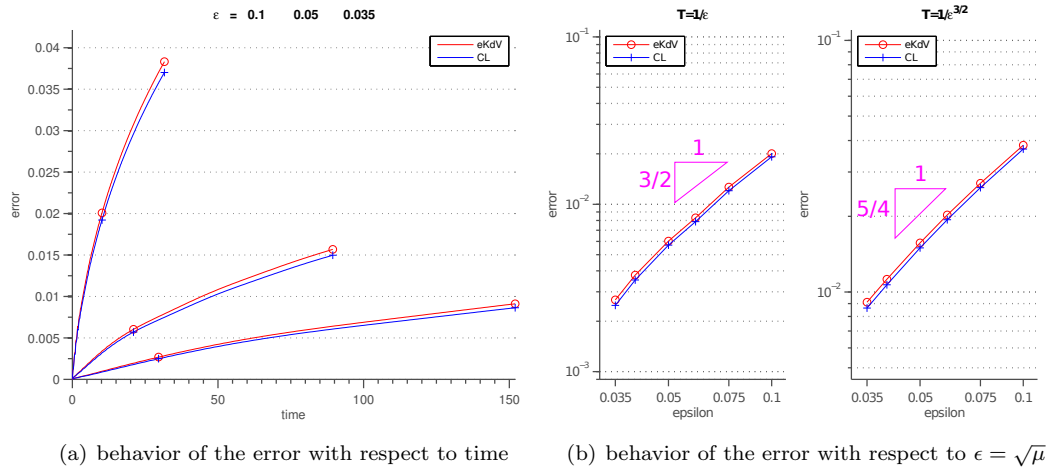 ε = 0.1 0.05 0.035
eKdV
CL
0.04
0.035
0.03
0.025
0.02
0.015
0.01
0.005
0
error
0 50 100 150
time
(a) behavior of the error with respect to time
T=1/ε
eKdV
CL
10⁻¹
10⁻²
10⁻³
error
1
3/2
0.035 0.05 0.075 0.1
epsilon
T=1/ε^3/2
eKdV
CL
10⁻¹
10⁻²
error
1
5/4
0.035 0.05 0.075 0.1
epsilon
(b) behavior of the error with respect to ϵ = √μ